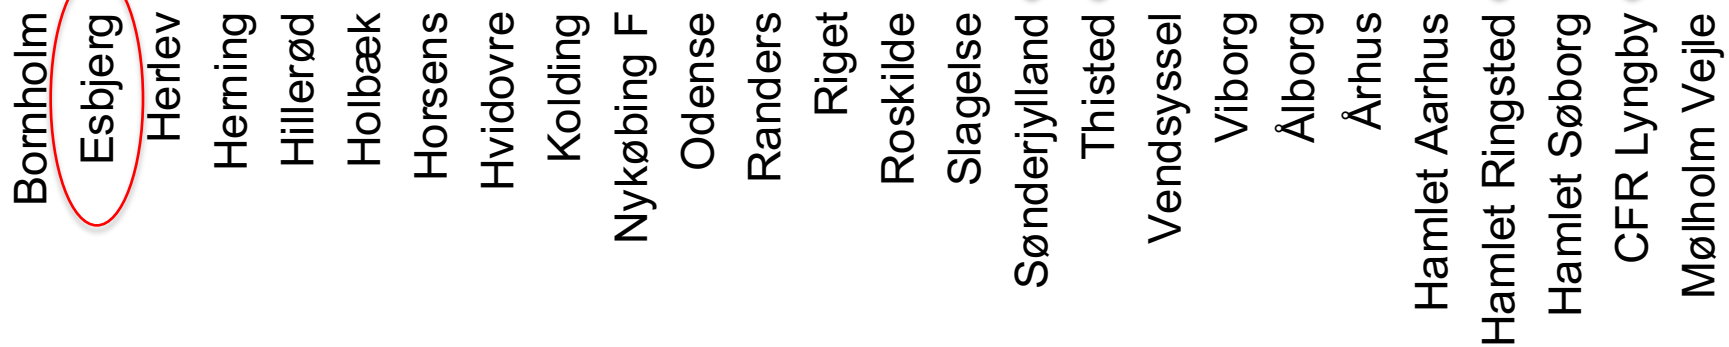 Bornholm
Esbjerg
Herlev
Herning
Hillerød
Holbæk
Horsens
Hvidovre
Kolding
Nykøbing F
Odense
Randers
Riget
Roskilde
Slagelse
Sønderjylland
Thisted
Vendsyssel
Viborg
Ålborg
Århus
Hamlet Aarhus
Hamlet Ringsted
Hamlet Søborg
CFR Lyngby
Mølholm Vejle